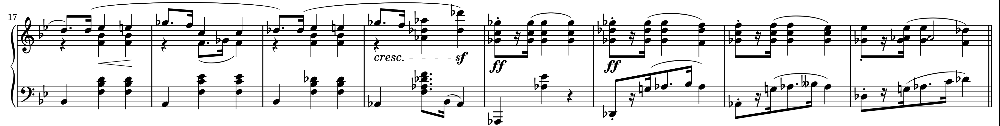 17
cresc. - - - - sf
ff
ff